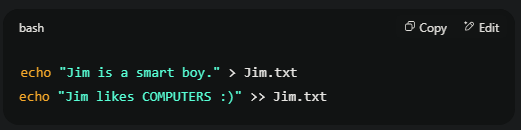 bash Copy Edit
echo "Jim is a smart boy." > Jim.txt
echo "Jim likes COMPUTERS :)" >> Jim.txt